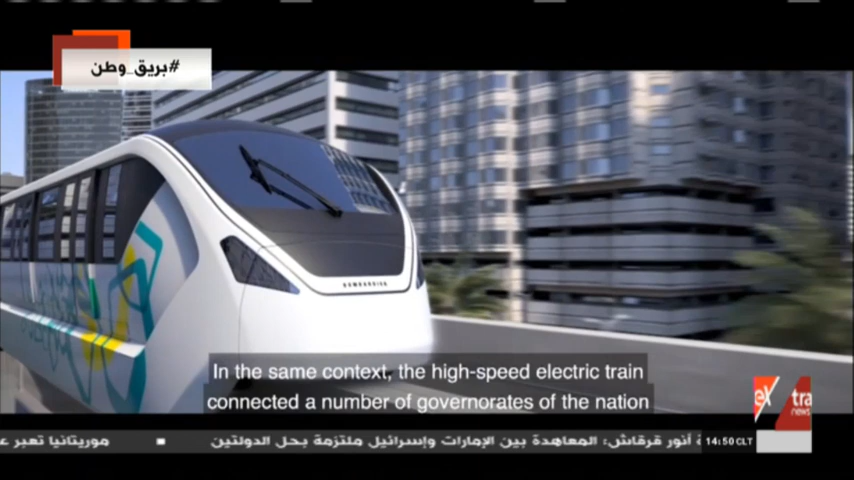 #بريق_وطن
BOMBARDIER
In the same context, the high-speed electric train
connected a number of governorates of the nation
eXtra
news
أنور قرقاش: المعاهدة بين الإمارات وإسرائيل ملتزمة بحل الدولتين ■ موريتانيا تعبر ع
14:50 CLT